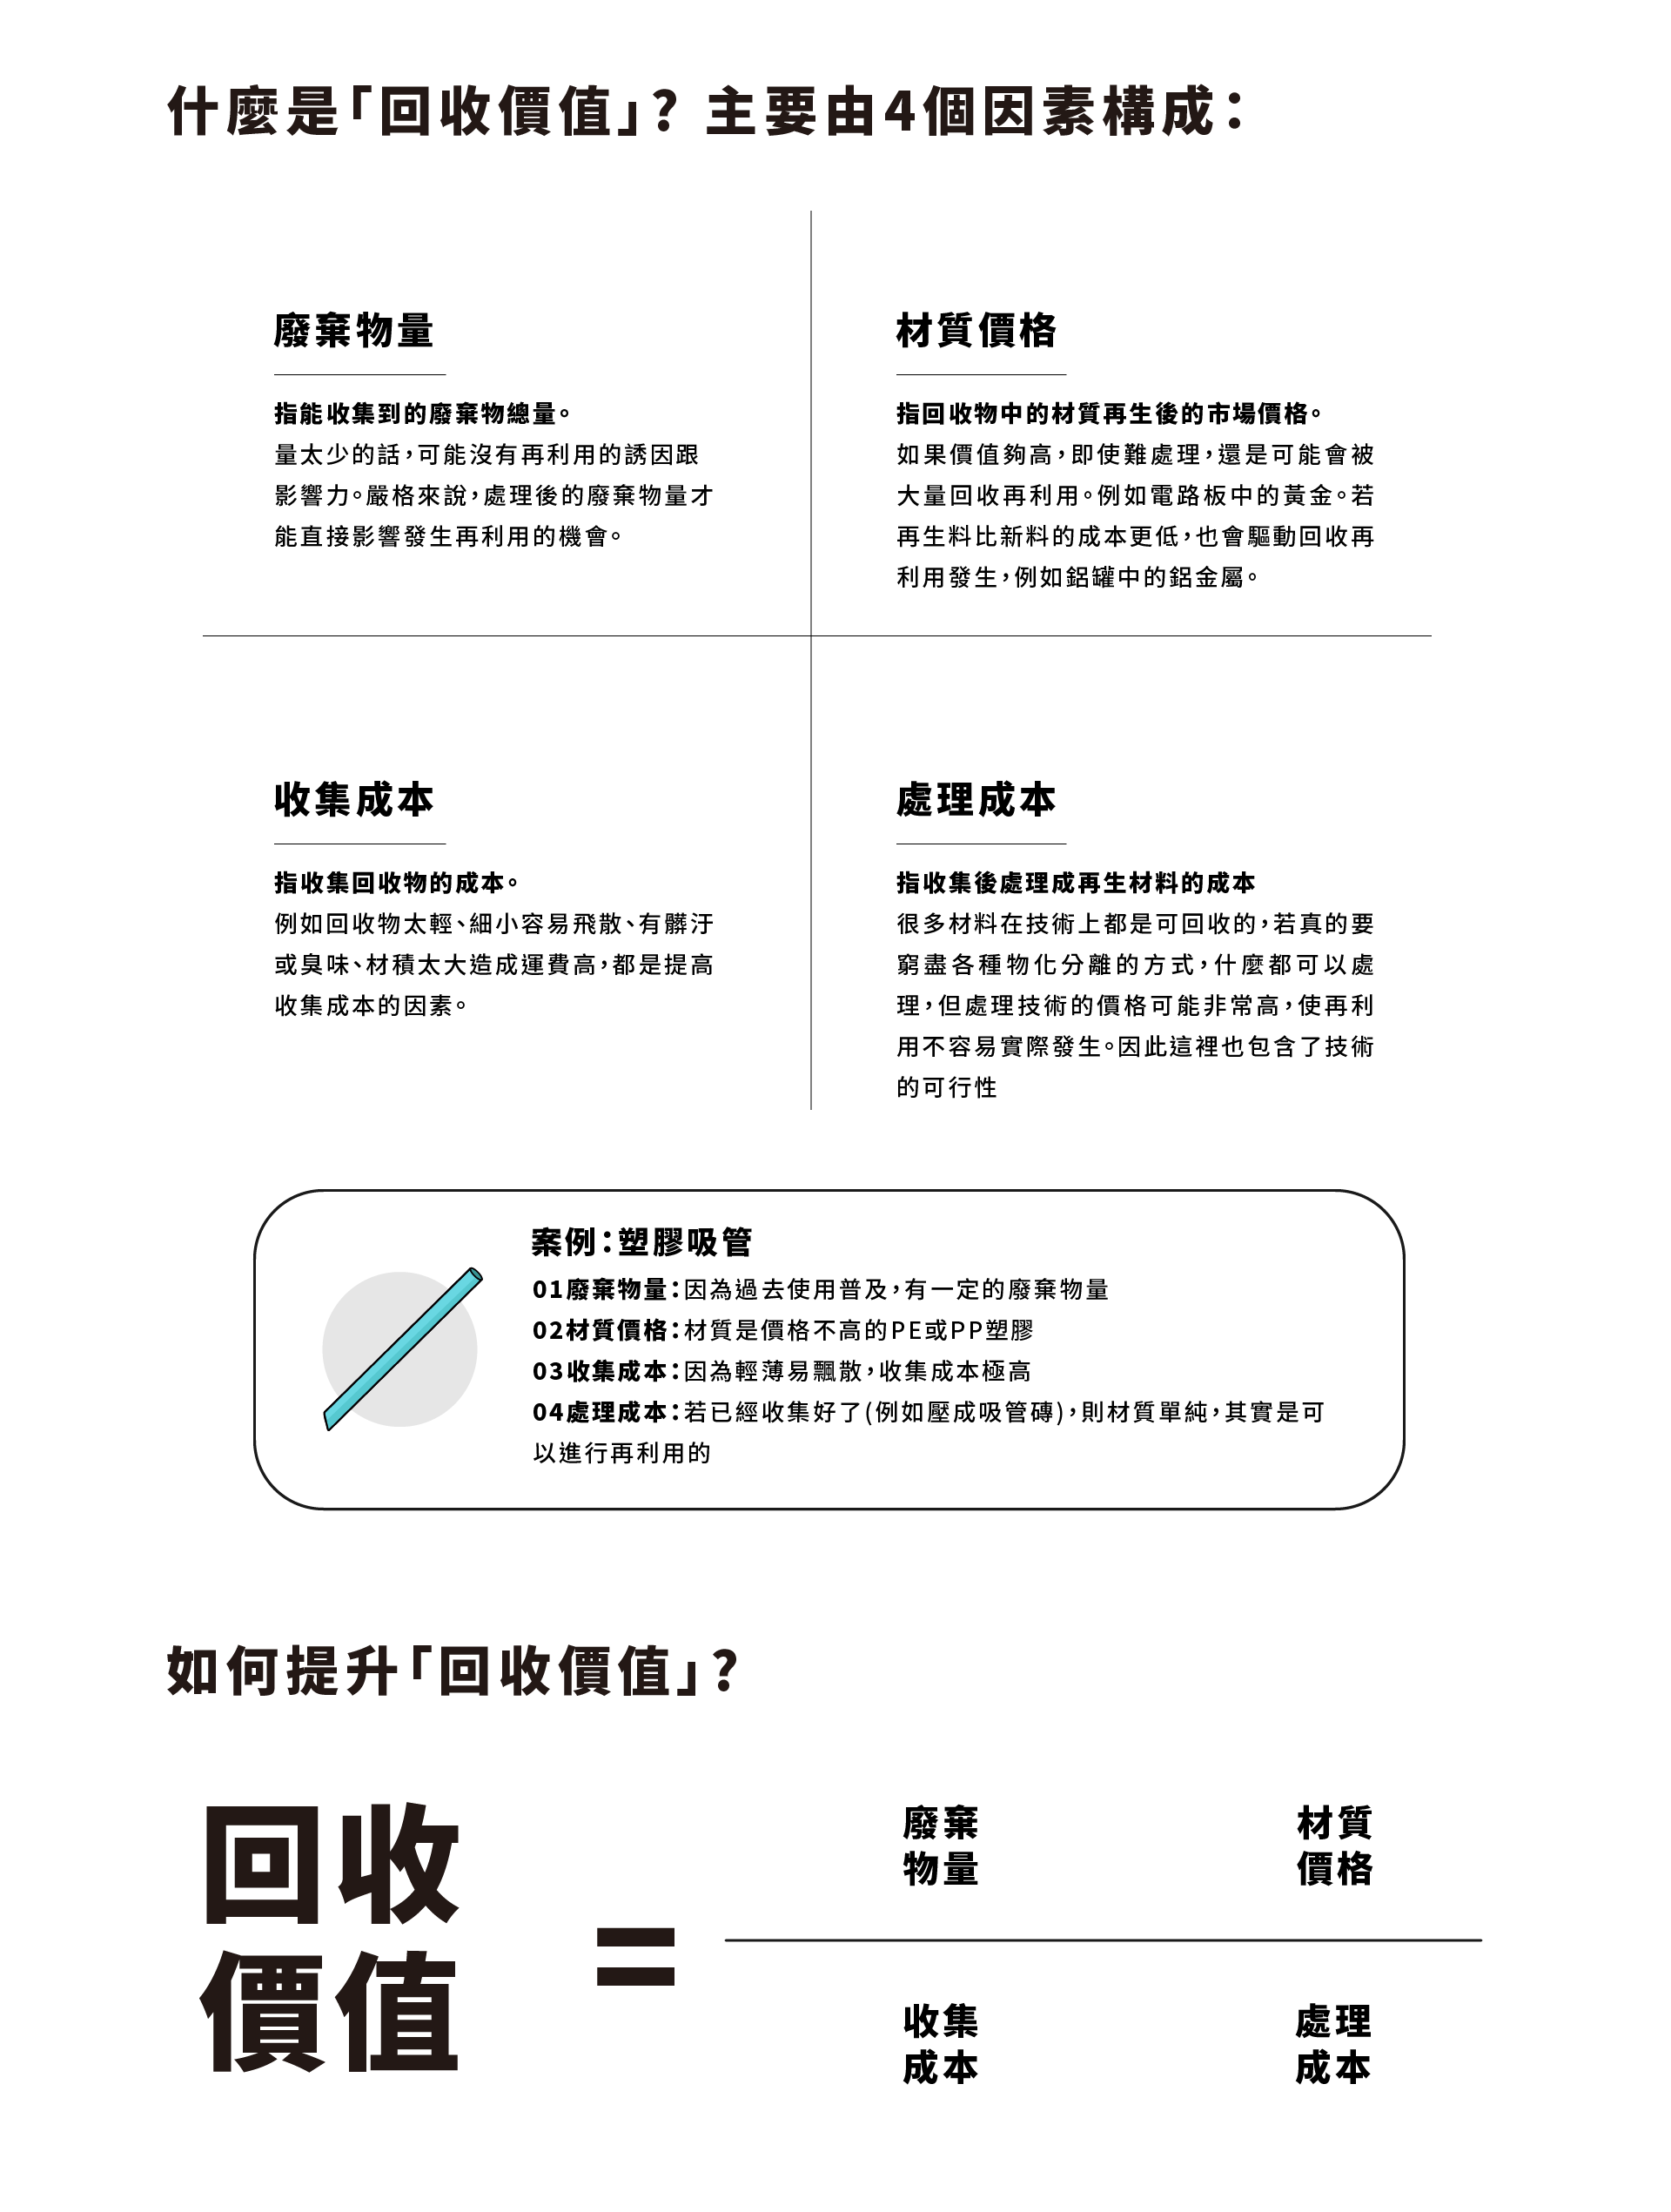 什麼是「回收價值」? 主要由4個因素構成：
廢棄物量
指能收集到的廢棄物總量。
量太少的話，可能沒有再利用的誘因跟
影響力。嚴格來說，處理後的廢棄物量才
能直接影響發生再利用的機會。
材質價格
指回收物中的材質再生後的市場價格。
如果價值夠高，即使難處理，還是可能會被
大量回收再利用。例如電路板中的黃金。若
再生料比新料的成本更低，也會驅動回收再
利用發生，例如鋁罐中的鋁金屬。
收集成本
指收集回收物的成本。
例如回收物太輕、細小容易飛散、有髒汙
或臭味、材積太大造成運費高，都是提高
收集成本的因素。
處理成本
指收集後處理成再生材料的成本
很多材料在技術上都是可回收的，若真的要
窮盡各種物化分離的方式，什麼都可以處
理，但處理技術的價格可能非常高，使再利
用不容易實際發生。因此這裡也包含了技術
的可行性
案例：塑膠吸管
01廢棄物量：因為過去使用普及，有一定的廢棄物量
02材質價格：材質是價格不高的PE或PP塑膠
03收集成本：因為輕薄易飄散，收集成本極高
04處理成本：若已經收集好了(例如壓成吸管磚)，則材質單純，其實是可
以進行再利用的
如何提升「回收價值」?
回收
價值
=
廢棄
物量
材質
價格
收集
成本
處理
成本